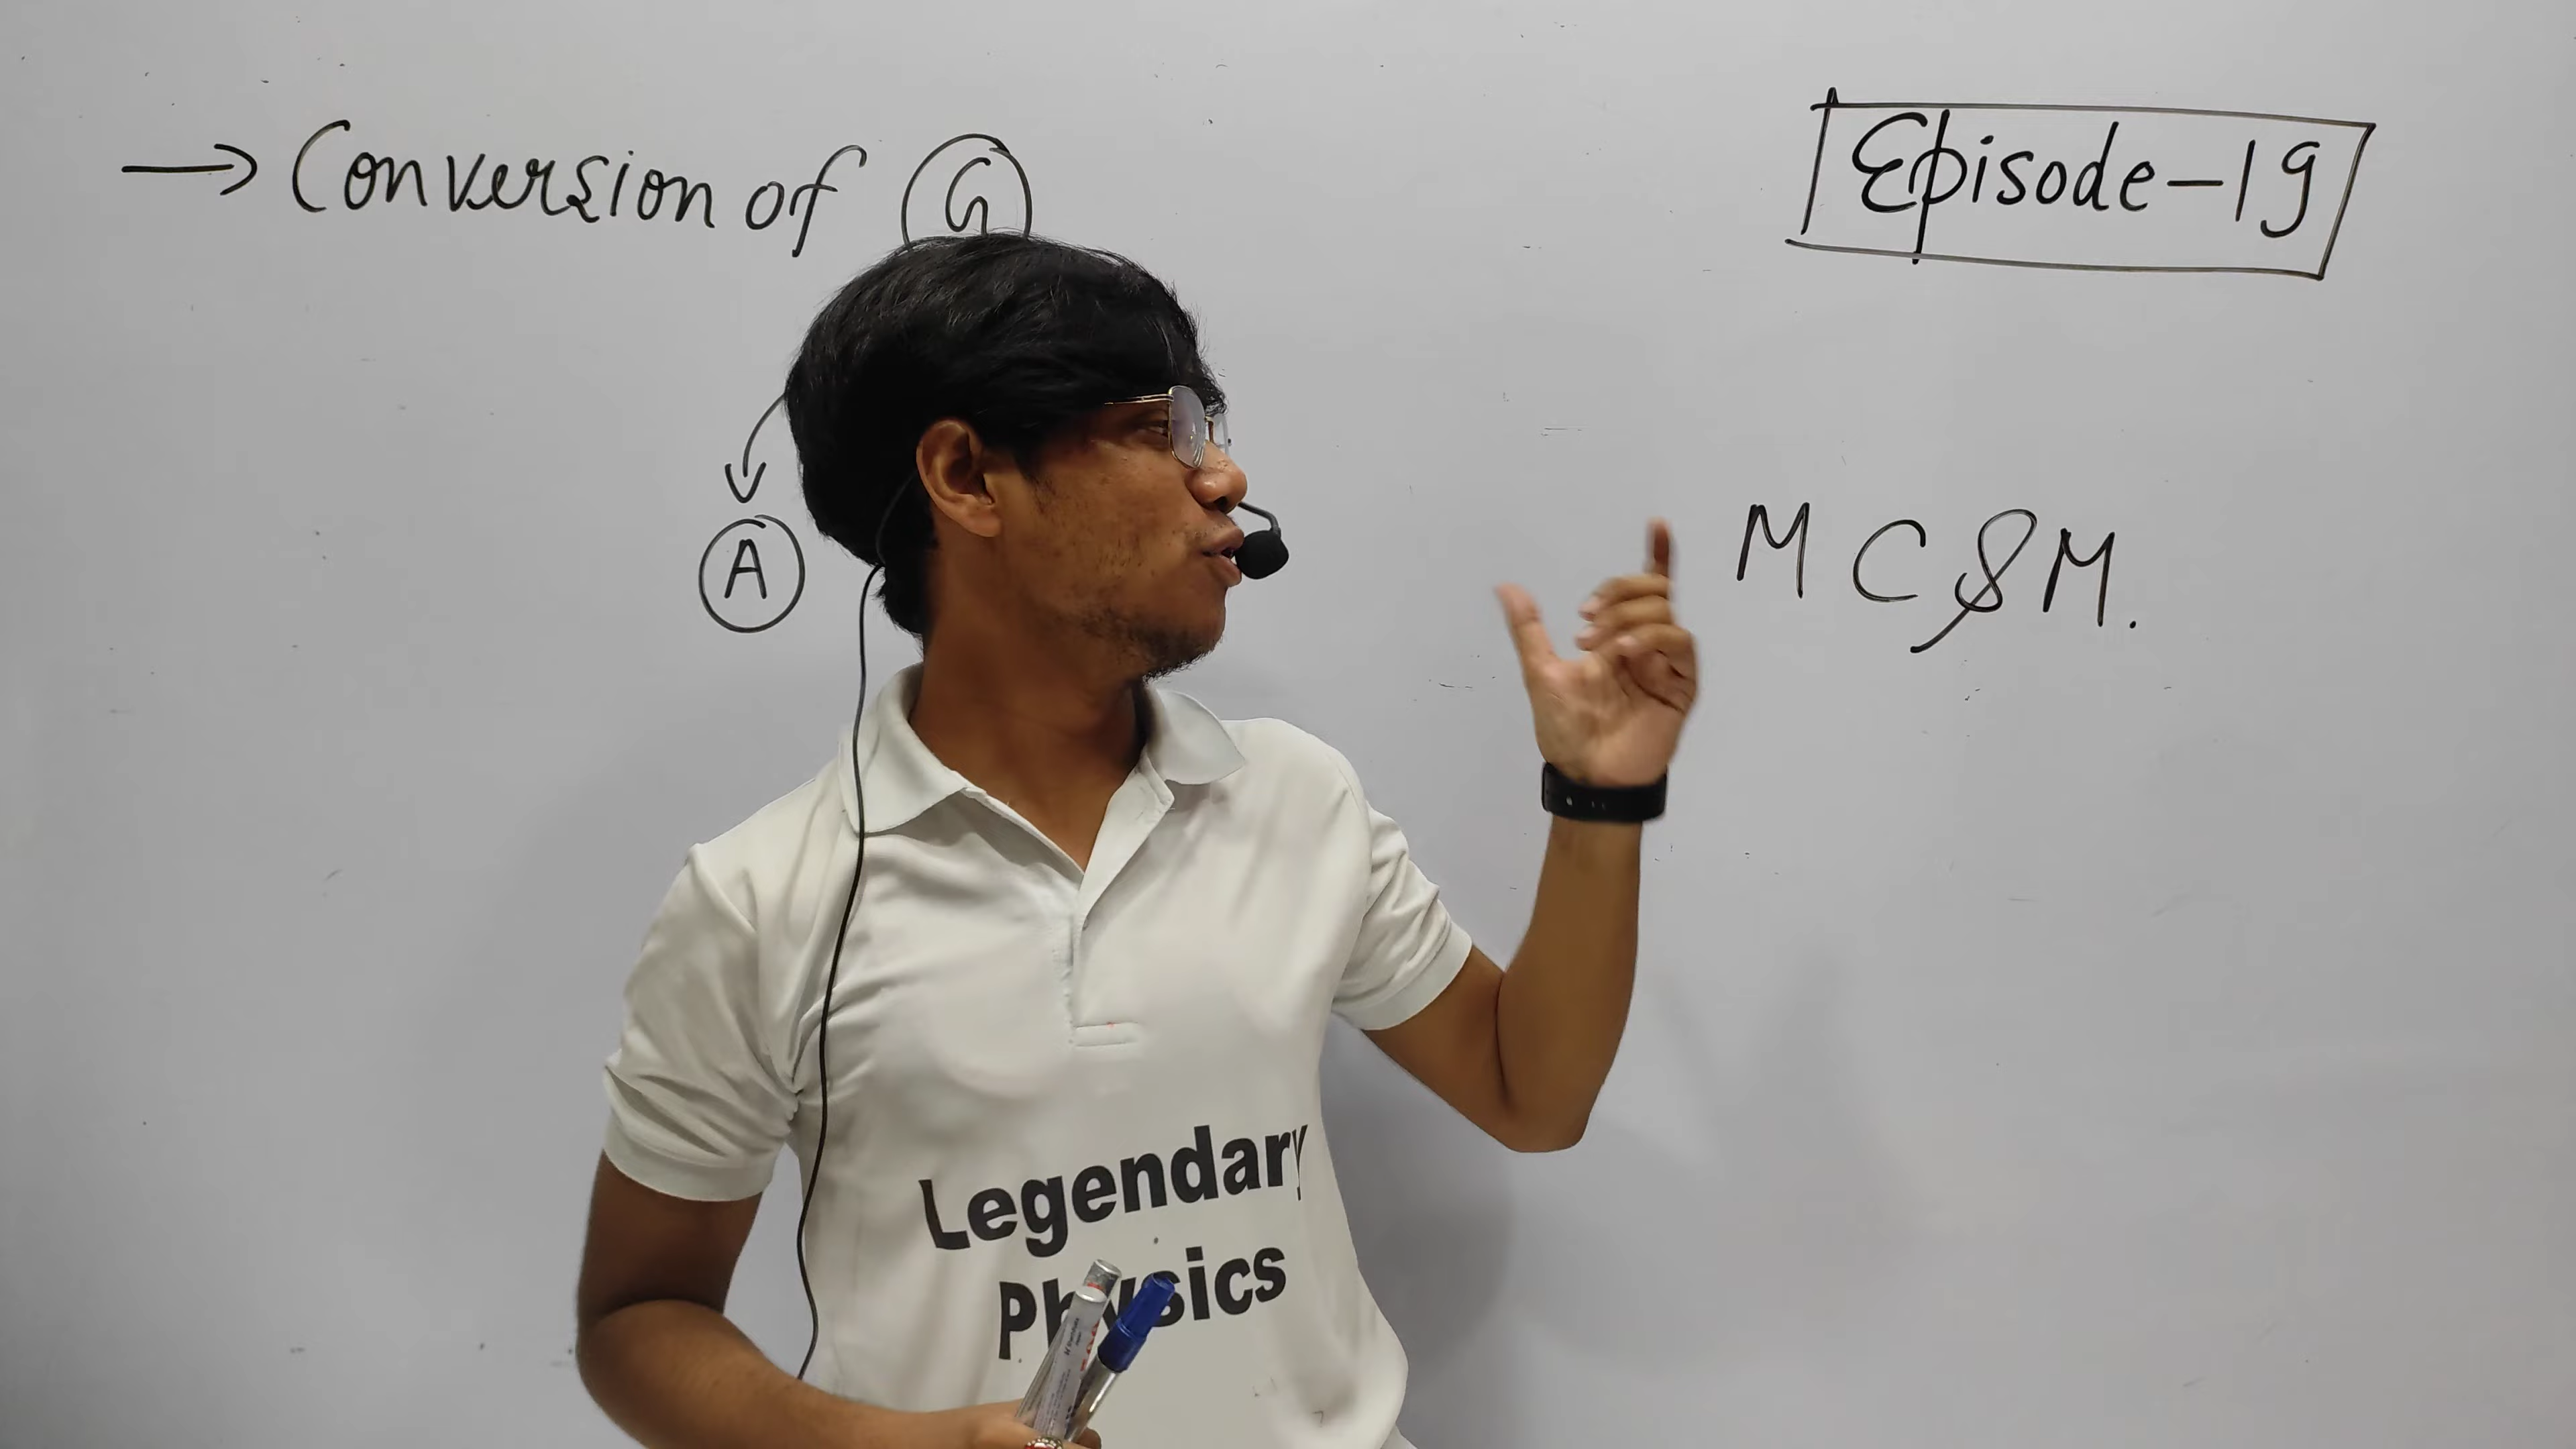 → Conversion of G
Episode-19
A
M C & M.
Legendary
Physics